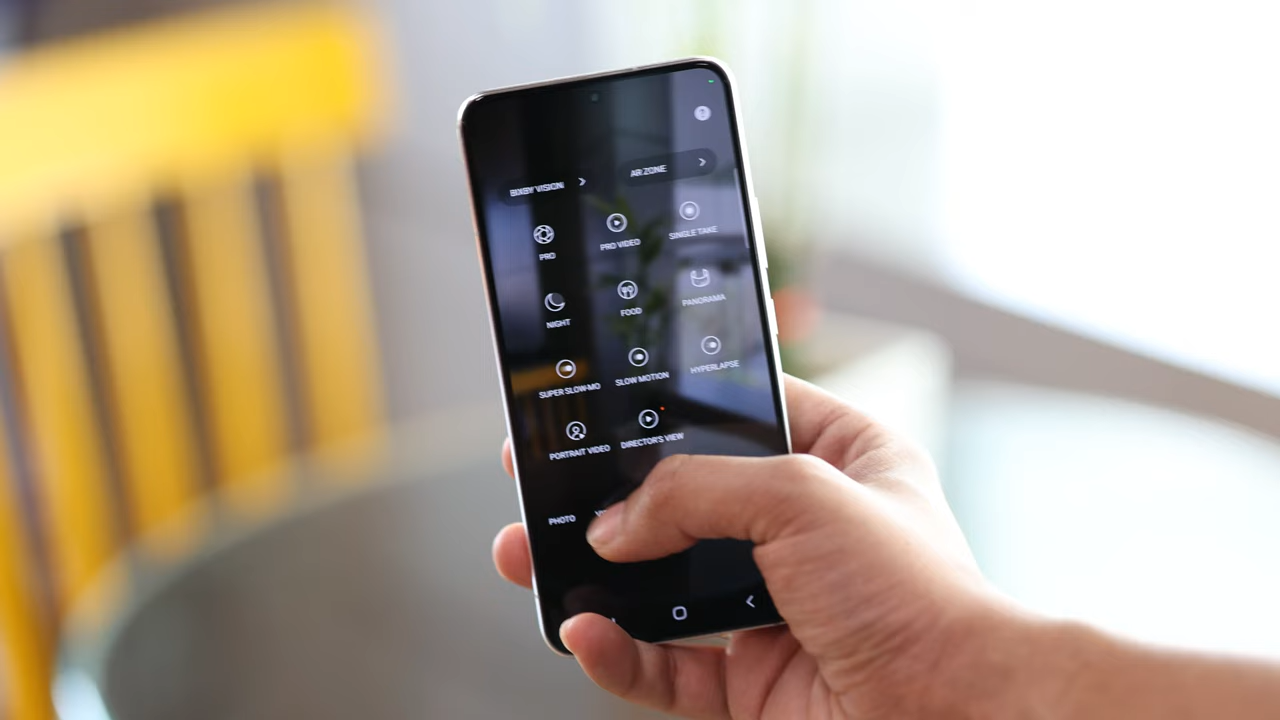 BIXBY VISION
AR ZONE
PRO
PRO VIDEO
SINGLE TAKE
NIGHT
FOOD
PANORAMA
SUPER SLOW-MO
SLOW MOTION
HYPERLAPSE
PORTRAIT VIDEO
DIRECTOR'S VIEW
PHOTO